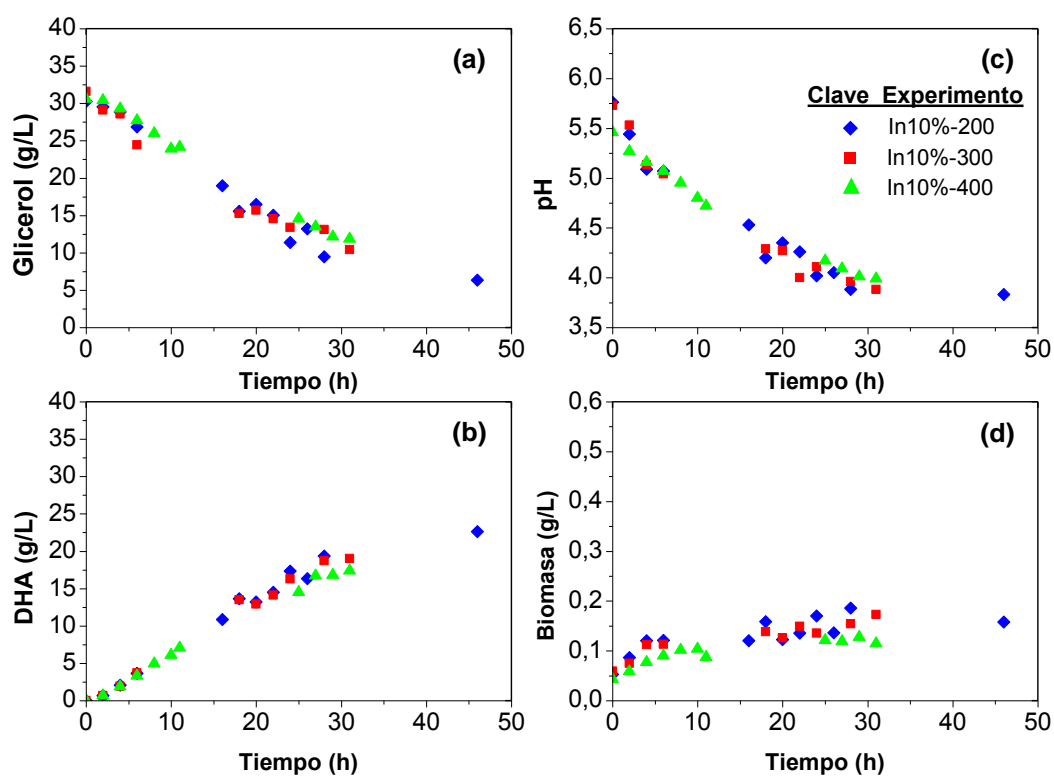 40
35
30
25
20
15
10
5
0
0 10 20 30 40 50
Glicerol (g/L)
Tiempo (h)
(a)
6,5
6,0
5,5
5,0
4,5
4,0
3,5
0 10 20 30 40 50
pH
Tiempo (h)
(c)
Clave Experimento
In10%-200
In10%-300
In10%-400
40
35
30
25
20
15
10
5
0
0 10 20 30 40 50
DHA (g/L)
Tiempo (h)
(b)
0,6
0,5
0,4
0,3
0,2
0,1
0,0
0 10 20 30 40 50
Biomasa (g/L)
Tiempo (h)
(d)